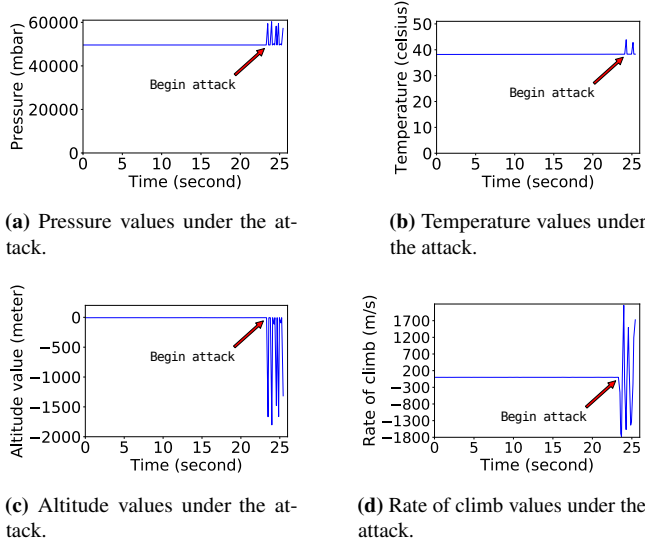 60000
40000
20000
0
Pressure (mbar)
Begin attack
0 5 10 15 20 25
Time (second)
(a) Pressure values under the at-
tack.
50
40
30
20
10
0
Temperature (celsius)
Begin attack
0 5 10 15 20 25
Time (second)
(b) Temperature values under
the attack.
0
−500
−1000
−1500
−2000
Altitude value (meter)
Begin attack
0 5 10 15 20 25
Time (second)
(c) Altitude values under the at-
tack.
1700
1200
700
200
−300
−800
−1300
−1800
Rate of climb (m/s)
Begin attack
0 5 10 15 20 25
Time (second)
(d) Rate of climb values under the
attack.